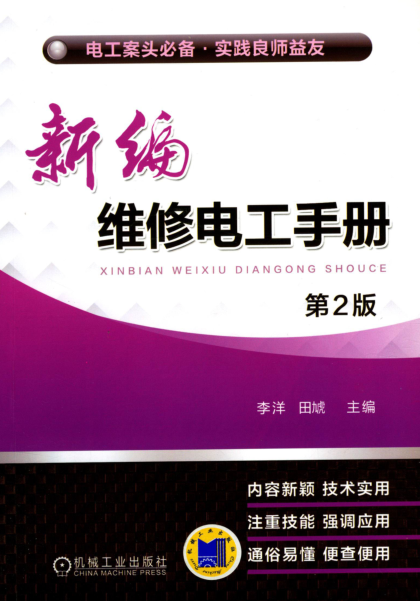 电工案头必备·实践良师益友
新编
维修电工手册
XINBIAN WEIXIU DIANGONG SHOUCE
第2版
李洋 田虓 主编
内容新颖 技术实用
注重技能 强调应用
通俗易懂 便查便用
机械工业出版社
CHINA MACHINE PRESS